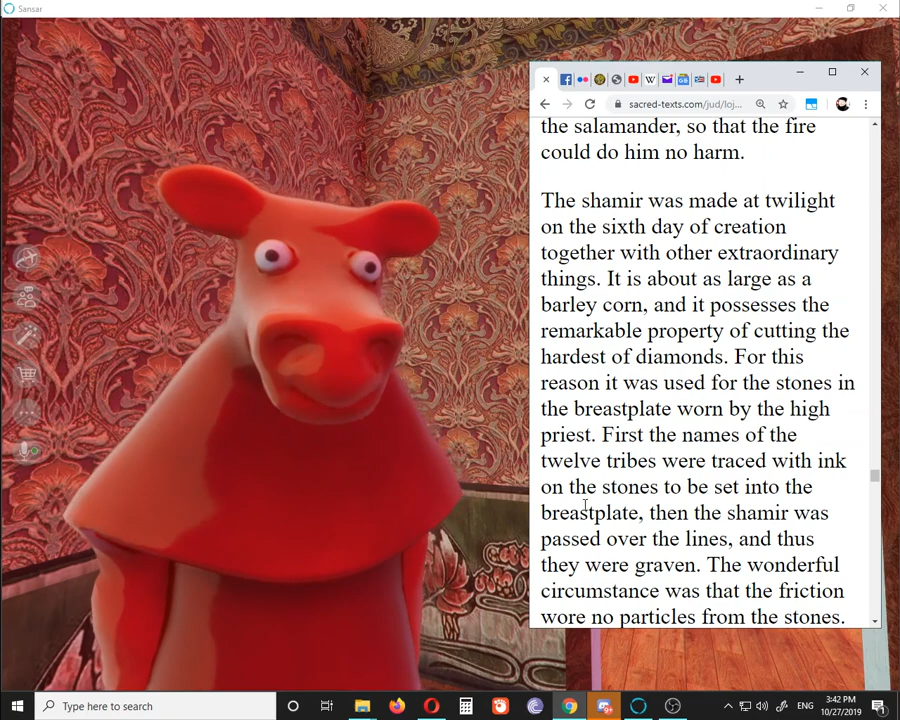 Sansar
sacred-texts.com/jud/loj...
the salamander, so that the fire
could do him no harm.
The shamir was made at twilight
on the sixth day of creation
together with other extraordinary
things. It is about as large as a
barley corn, and it possesses the
remarkable property of cutting the
hardest of diamonds. For this
reason it was used for the stones in
the breastplate worn by the high
priest. First the names of the
twelve tribes were traced with ink
on the stones to be set into the
breastplate, then the shamir was
passed over the lines, and thus
they were graven. The wonderful
circumstance was that the friction
wore no particles from the stones.
Type here to search
ENG
3:42 PM
10/27/2019